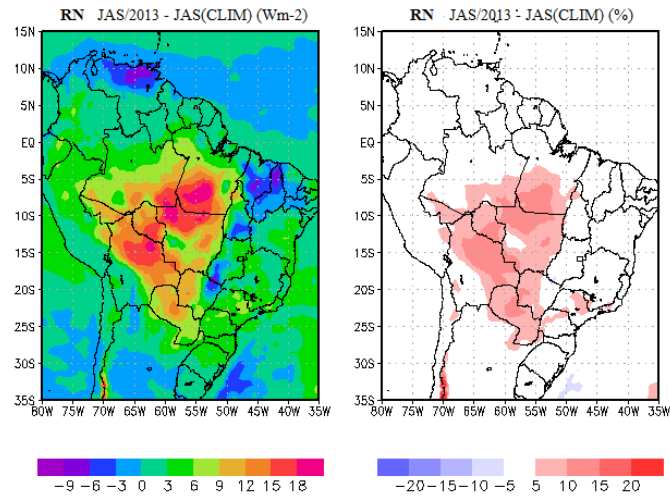 RN JAS/2013 - JAS(CLIM) (Wm-2)
15N
10N
5N
EQ
5S
10S
15S
20S
25S
30S
35S
80W 75W 70W 65W 60W 55W 50W 45W 40W 35W
-9 -6 -3 0 3 6 9 12 15 18
RN JAS/2013 - JAS(CLIM) (%)
15N
10N
5N
EQ
5S
10S
15S
20S
25S
30S
35S
80W 75W 70W 65W 60W 55W 50W 45W 40W 35W
-20 -15 -10 -5 5 10 15 20